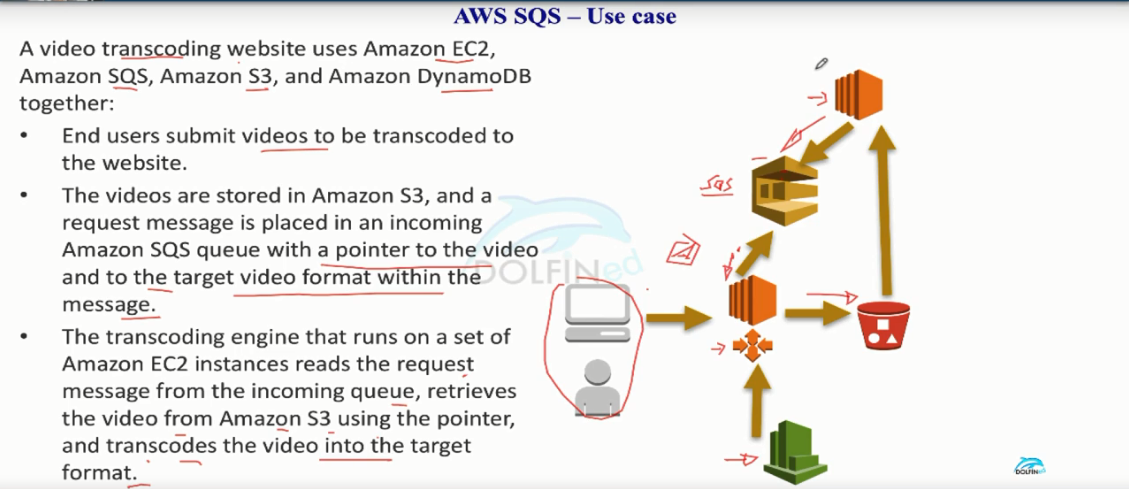 AWS SQS – Use case
A video transcoding website uses Amazon EC2,
Amazon SQS, Amazon S3, and Amazon DynamoDB
together:
• End users submit videos to be transcoded to
the website.
• The videos are stored in Amazon S3, and a
request message is placed in an incoming
Amazon SQS queue with a pointer to the video
and to the target video format within the
message.
• The transcoding engine that runs on a set of
Amazon EC2 instances reads the request
message from the incoming queue, retrieves
the video from Amazon S3 using the pointer,
and transcodes the video into the target
format.
sqs
DOLFINed
DOLFINed